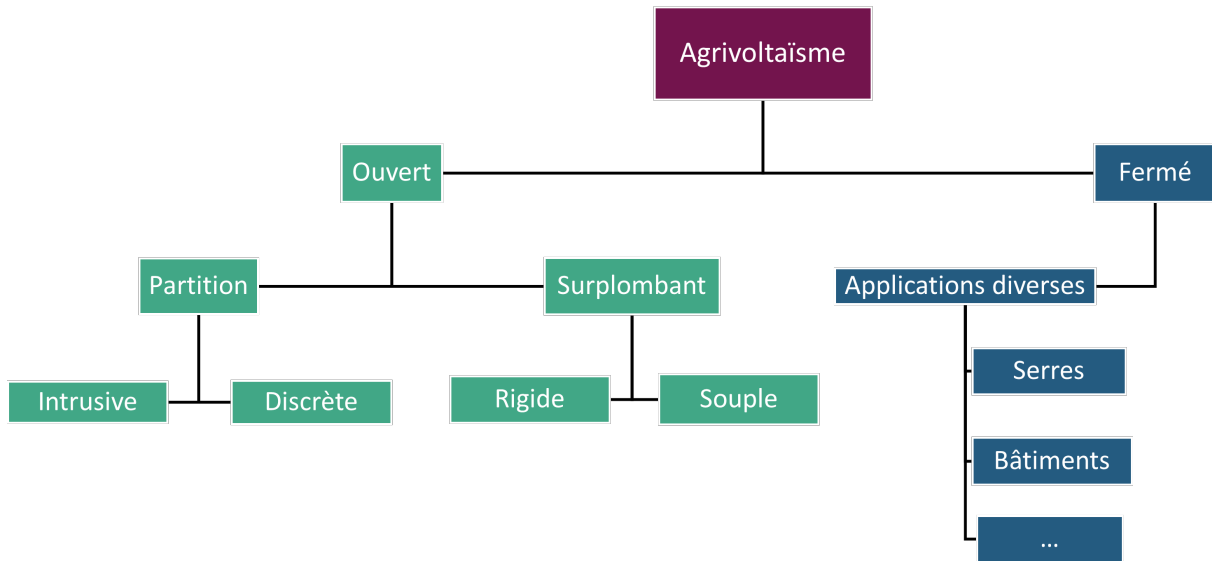 Agrivoltaïsme
Ouvert
Fermé
Partition
Surplombant
Applications diverses
Intrusive
Discrète
Rigide
Souple
Serres
Bâtiments
...